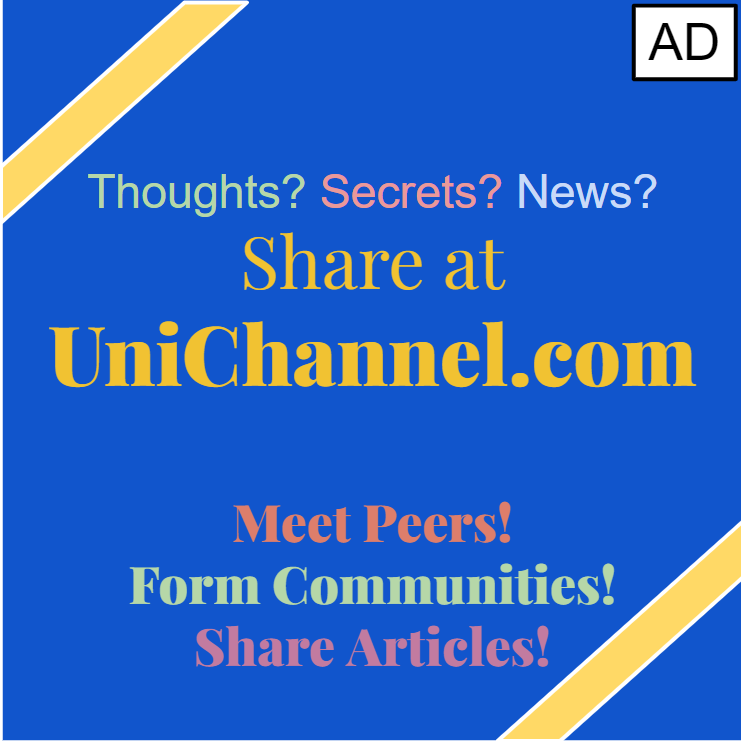 AD
Thoughts? Secrets? News?
Share at
UniChannel.com
Meet Peers!
Form Communities!
Share Articles!